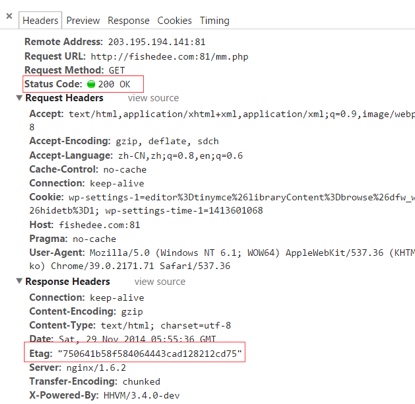 × Headers Preview Response Cookies Timing
Remote Address: 203.195.194.141:81
Request URL: http://fishedee.com:81/mm.php
Request Method: GET
Status Code: 200 OK
▼ Request Headers view source
Accept: text/html,application/xhtml+xml,application/xml;q=0.9,image/webp
8
Accept-Encoding: gzip, deflate, sdch
Accept-Language: zh-CN,zh;q=0.8,en;q=0.6
Cache-Control: no-cache
Connection: keep-alive
Cookie: wp-settings-1=editor%3Dtinymce%26libraryContent%3Dbrowse%26dfw_w
26hidetb%3D1; wp-settings-time-1=1413601068
Host: fishedee.com:81
Pragma: no-cache
User-Agent: Mozilla/5.0 (Windows NT 6.1; WOW64) AppleWebKit/537.36 (KHTM
ko) Chrome/39.0.2171.71 Safari/537.36
▼ Response Headers view source
Connection: keep-alive
Content-Encoding: gzip
Content-Type: text/html; charset=utf-8
Date: Sat, 29 Nov 2014 05:55:36 GMT
Etag: "750641b58f584064443cad128212cd75"
Server: nginx/1.6.2
Transfer-Encoding: chunked
X-Powered-By: HHVM/3.4.0-dev